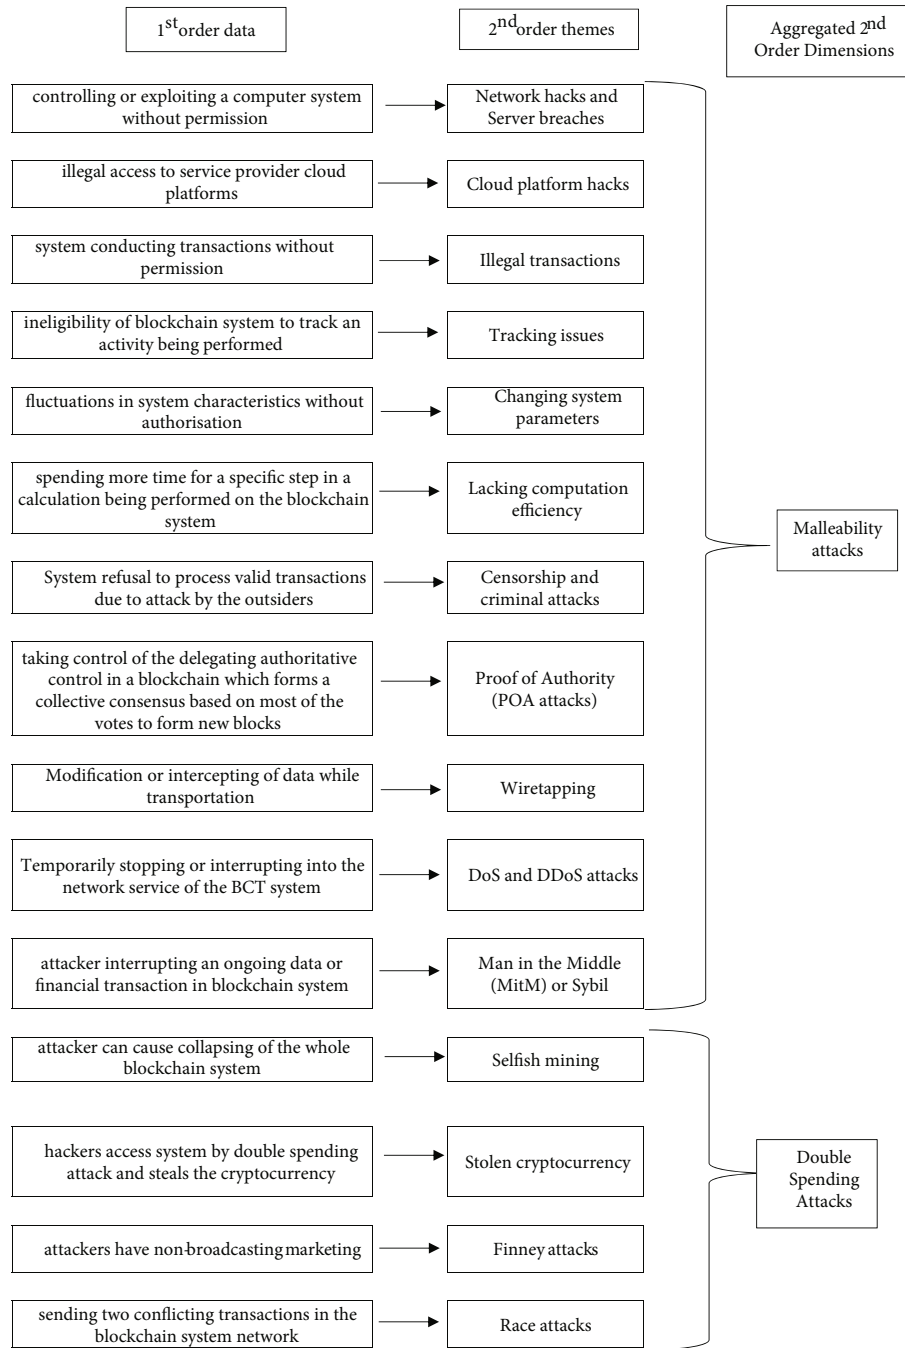 1st order data
2nd order themes
Aggregated 2nd
Order Dimensions
controlling or exploiting a computer system
without permission
Network hacks and
Server breaches
illegal access to service provider cloud
platforms
Cloud platform hacks
system conducting transactions without
permission
Illegal transactions
ineligibility of blockchain system to track an
activity being performed
Tracking issues
fluctuations in system characteristics without
authorisation
Changing system
parameters
spending more time for a specific step in a
calculation being performed on the blockchain
system
Lacking computation
efficiency
Malleability
attacks
System refusal to process valid transactions
due to attack by the outsiders
Censorship and
criminal attacks
taking control of the delegating authoritative
control in a blockchain which forms a
collective consensus based on most of the
votes to form new blocks
Proof of Authority
(POA attacks)
Modification or intercepting of data while
transportation
Wiretapping
Temporarily stopping or interrupting into the
network service of the BCT system
DoS and DDoS attacks
attacker interrupting an ongoing data or
financial transaction in blockchain system
Man in the Middle
(MitM) or Sybil
attacker can cause collapsing of the whole
blockchain system
Selfish mining
hackers access system by double spending
attack and steals the cryptocurrency
Stolen cryptocurrency
Double
Spending
Attacks
attackers have non-broadcasting marketing
Finney attacks
sending two conflicting transactions in the
blockchain system network
Race attacks